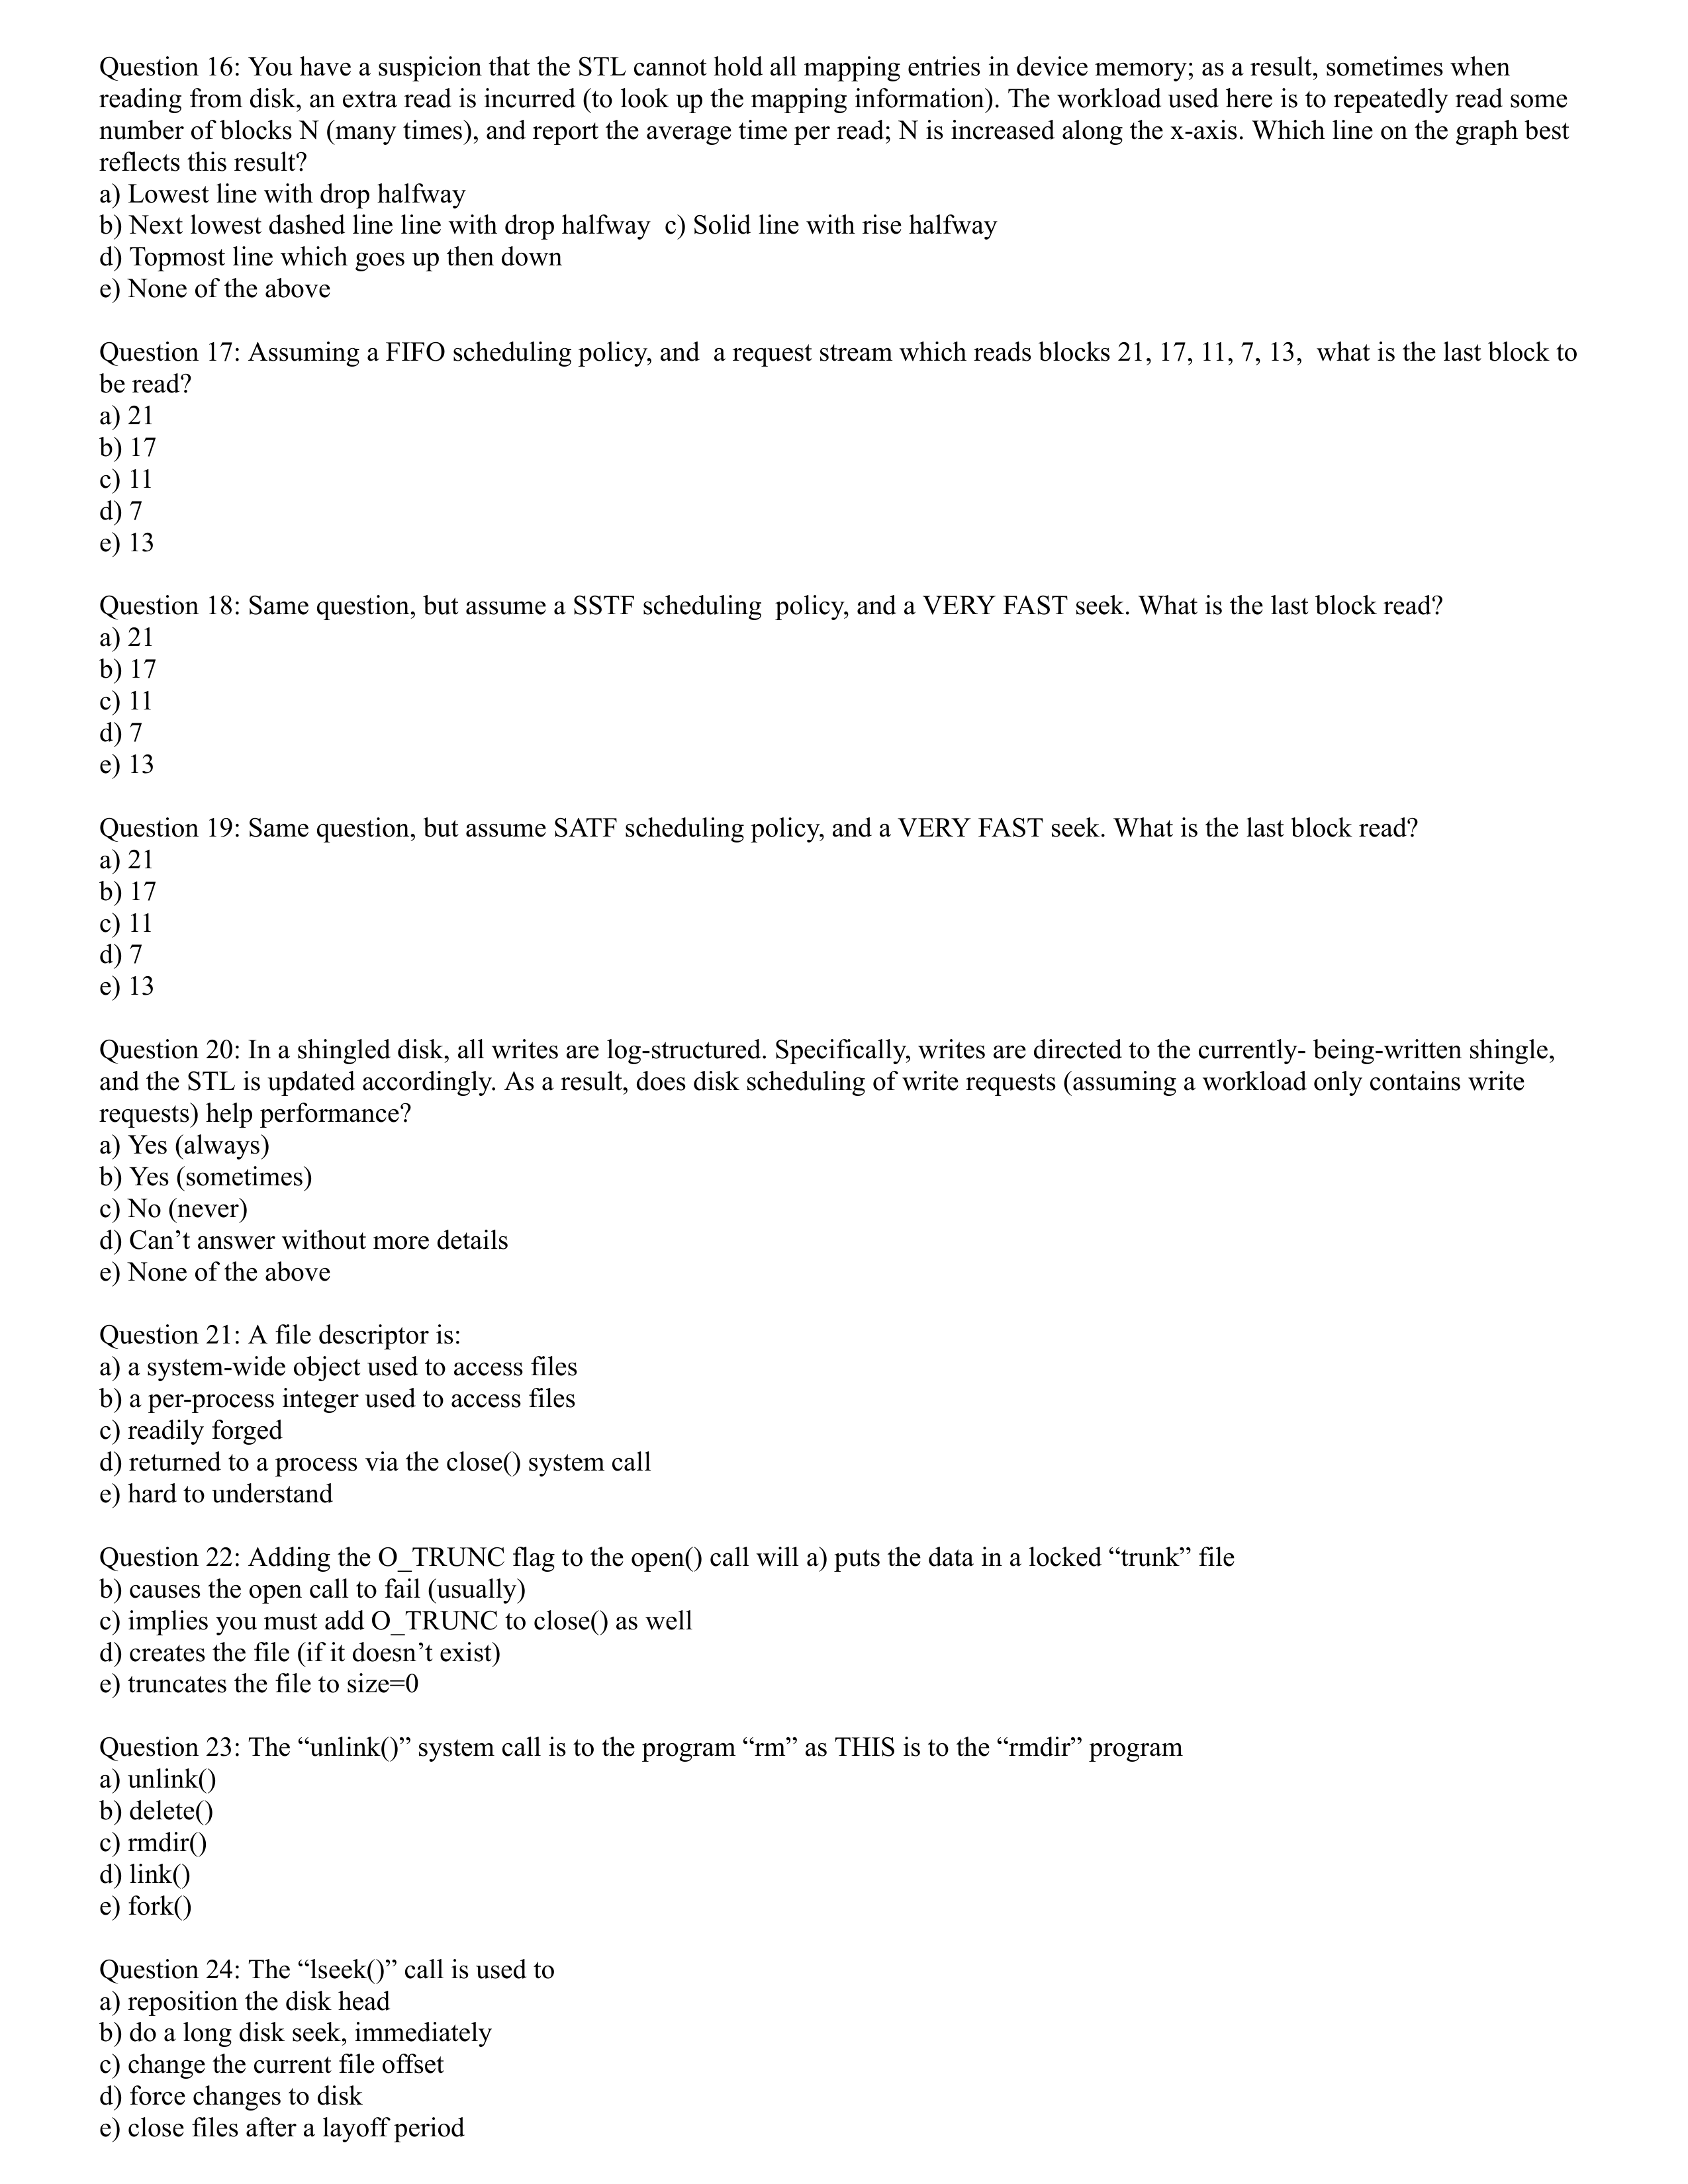 Question 16: You have a suspicion that the STL cannot hold all mapping entries in device memory; as a result, sometimes when
reading from disk, an extra read is incurred (to look up the mapping information). The workload used here is to repeatedly read some
number of blocks N (many times), and report the average time per read; N is increased along the x-axis. Which line on the graph best
reflects this result?
a) Lowest line with drop halfway
b) Next lowest dashed line line with drop halfway  c) Solid line with rise halfway
d) Topmost line which goes up then down
e) None of the above

Question 17: Assuming a FIFO scheduling policy, and  a request stream which reads blocks 21, 17, 11, 7, 13,  what is the last block to
be read?
a) 21
b) 17
c) 11
d) 7
e) 13

Question 18: Same question, but assume a SSTF scheduling  policy, and a VERY FAST seek. What is the last block read?
a) 21
b) 17
c) 11
d) 7
e) 13

Question 19: Same question, but assume SATF scheduling policy, and a VERY FAST seek. What is the last block read?
a) 21
b) 17
c) 11
d) 7
e) 13

Question 20: In a shingled disk, all writes are log-structured. Specifically, writes are directed to the currently- being-written shingle,
and the STL is updated accordingly. As a result, does disk scheduling of write requests (assuming a workload only contains write
requests) help performance?
a) Yes (always)
b) Yes (sometimes)
c) No (never)
d) Can’t answer without more details
e) None of the above

Question 21: A file descriptor is:
a) a system-wide object used to access files
b) a per-process integer used to access files
c) readily forged
d) returned to a process via the close() system call
e) hard to understand

Question 22: Adding the O_TRUNC flag to the open() call will a) puts the data in a locked “trunk” file
b) causes the open call to fail (usually)
c) implies you must add O_TRUNC to close() as well
d) creates the file (if it doesn’t exist)
e) truncates the file to size=0

Question 23: The “unlink()” system call is to the program “rm” as THIS is to the “rmdir” program
a) unlink()
b) delete()
c) rmdir()
d) link()
e) fork()

Question 24: The “lseek()” call is used to
a) reposition the disk head
b) do a long disk seek, immediately
c) change the current file offset
d) force changes to disk
e) close files after a layoff period